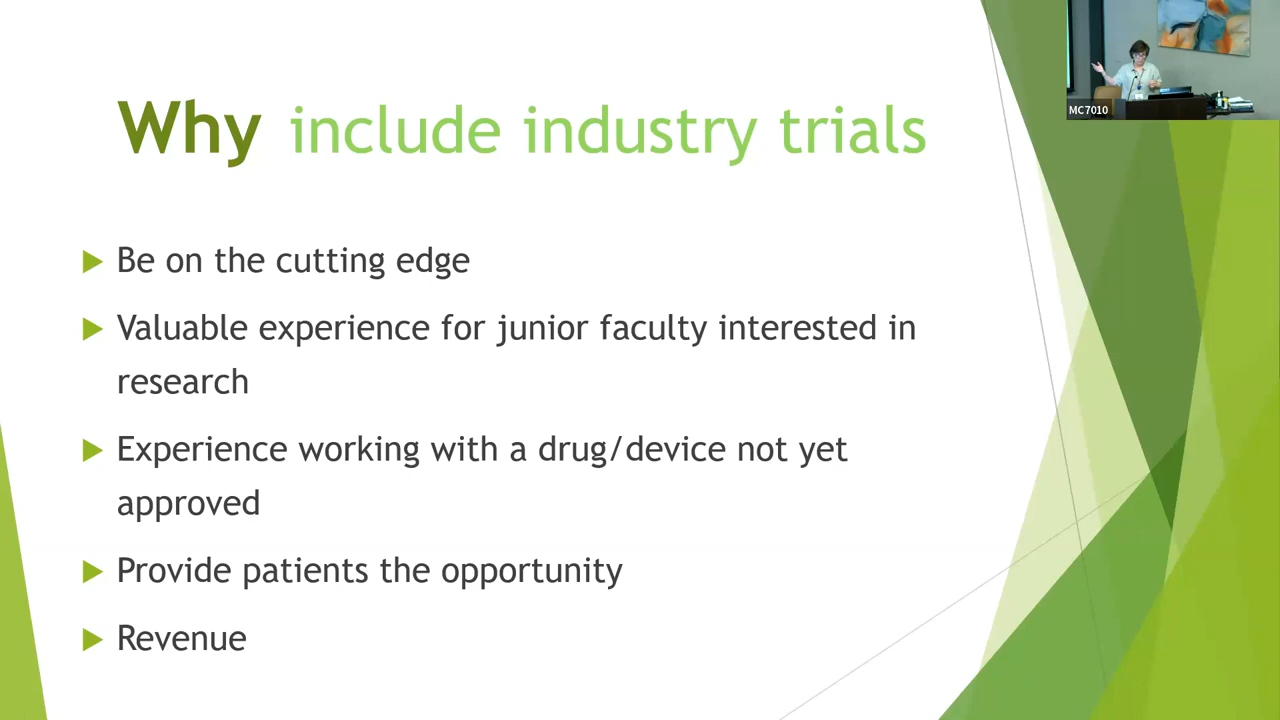 Why include industry trials
MC7010
Be on the cutting edge
Valuable experience for junior faculty interested in
research
Experience working with a drug/device not yet
approved
Provide patients the opportunity
Revenue